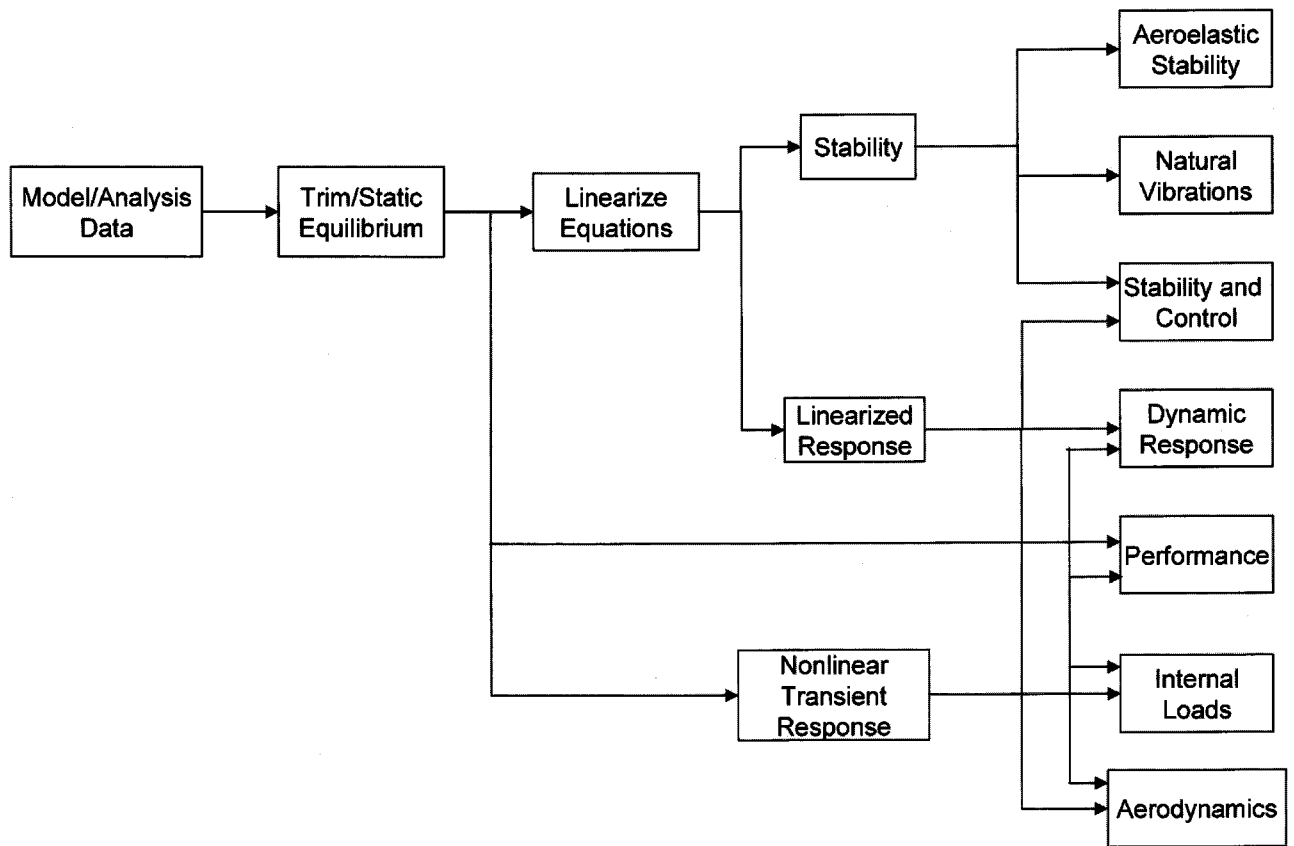 Model/Analysis
Data
Trim/Static
Equilibrium
Linearize
Equations
Stability
Linearized
Response
Nonlinear
Transient
Response
Aeroelastic
Stability
Natural
Vibrations
Stability and
Control
Dynamic
Response
Performance
Internal
Loads
Aerodynamics